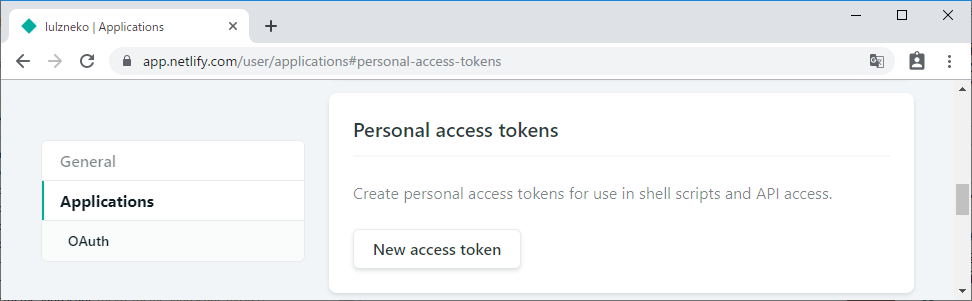 lulzneko | Applications
app.netlify.com/user/applications#personal-access-tokens
General
Applications
OAuth
Personal access tokens
Create personal access tokens for use in shell scripts and API access.
New access token